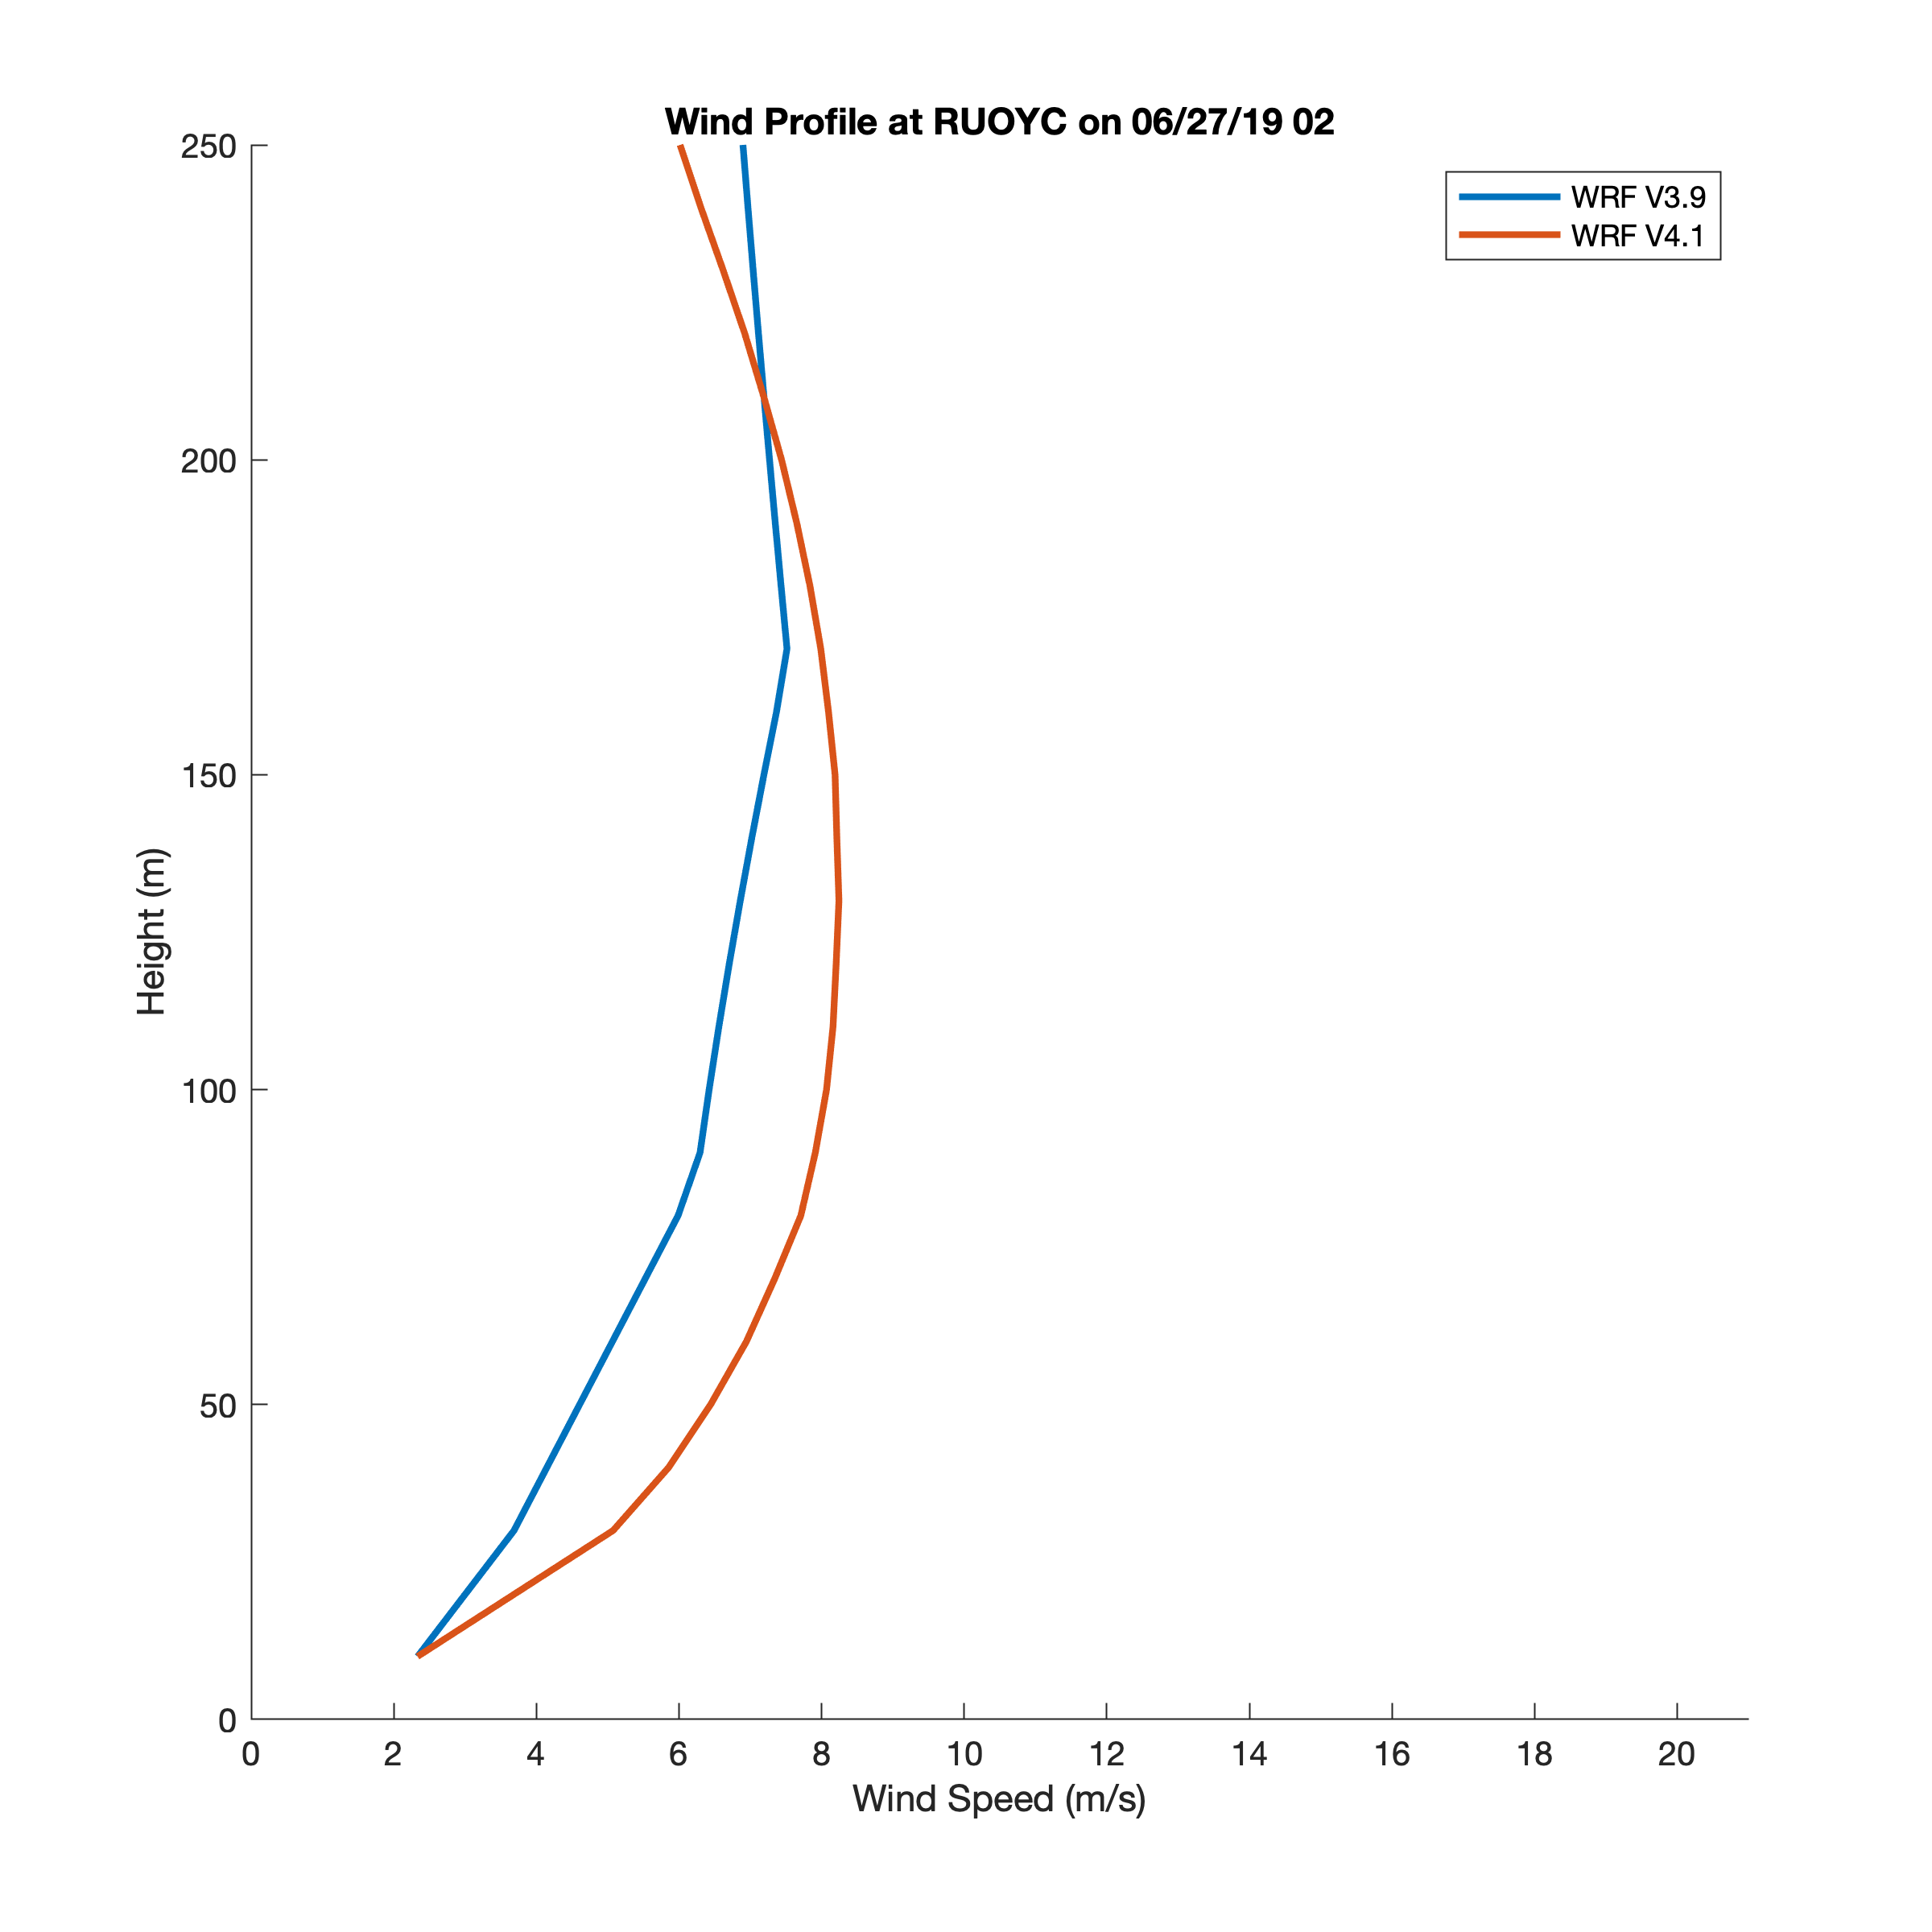 Wind Profile at RUOYC on 06/27/19 02
WRF V3.9
WRF V4.1
Height (m)
250
200
150
100
50
0
0 2 4 6 8 10 12 14 16 18 20
Wind Speed (m/s)